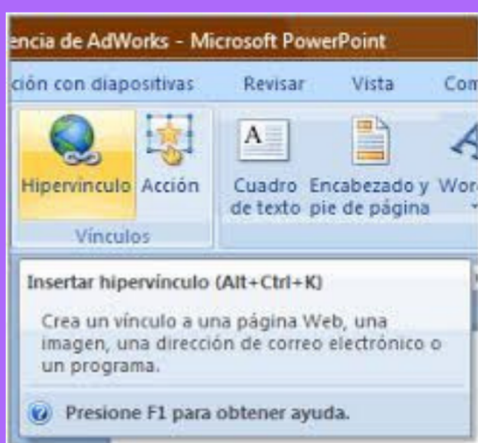 encia de AdWorks - Microsoft PowerPoint
ción con diapositivas Revisar Vista Com
Hipervínculo Acción
A
Cuadro de texto
Encabezado y pie de página
A
Wor
Vínculos
Insertar hipervínculo (Alt+Ctrl+K)
Crea un vínculo a una página Web, una
imagen, una dirección de correo electrónico o
un programa.
Presione F1 para obtener ayuda.